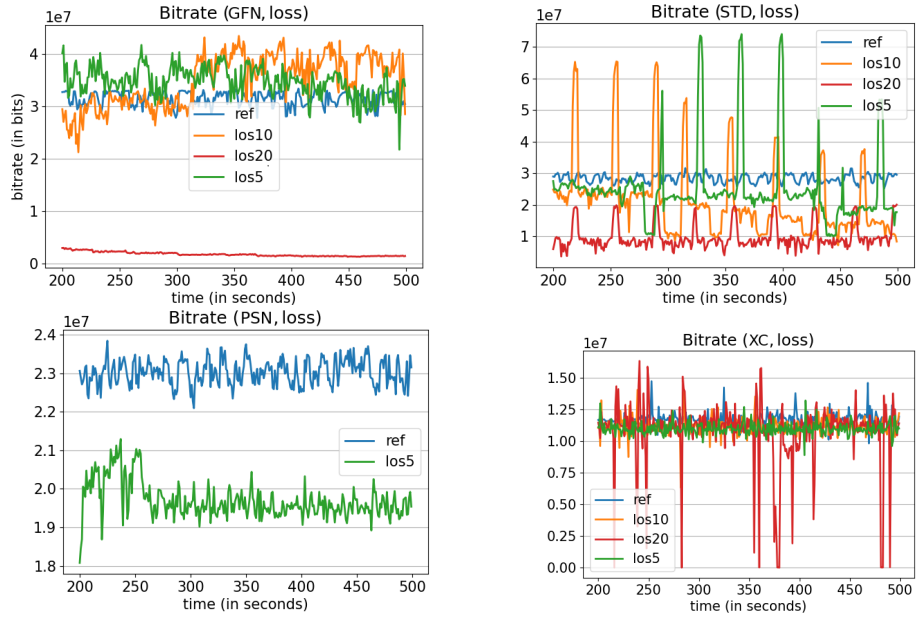 Bitrate (GFN, loss)
1e7
4
3
2
1
0
bitrate (in bits)
ref
los10
los20
los5
200 250 300 350 400 450 500
time (in seconds)
Bitrate (STD, loss)
1e7
7
6
5
4
3
2
1
ref
los10
los20
los5
200 250 300 350 400 450 500
time (in seconds)
Bitrate (PSN, loss)
1e7
2.4
2.3
2.2
2.1
2.0
1.9
1.8
ref
los5
200 250 300 350 400 450 500
time (in seconds)
Bitrate (XC, loss)
1e7
1.50
1.25
1.00
0.75
0.50
0.25
0.00
ref
los10
los20
los5
200 250 300 350 400 450 500
time (in seconds)